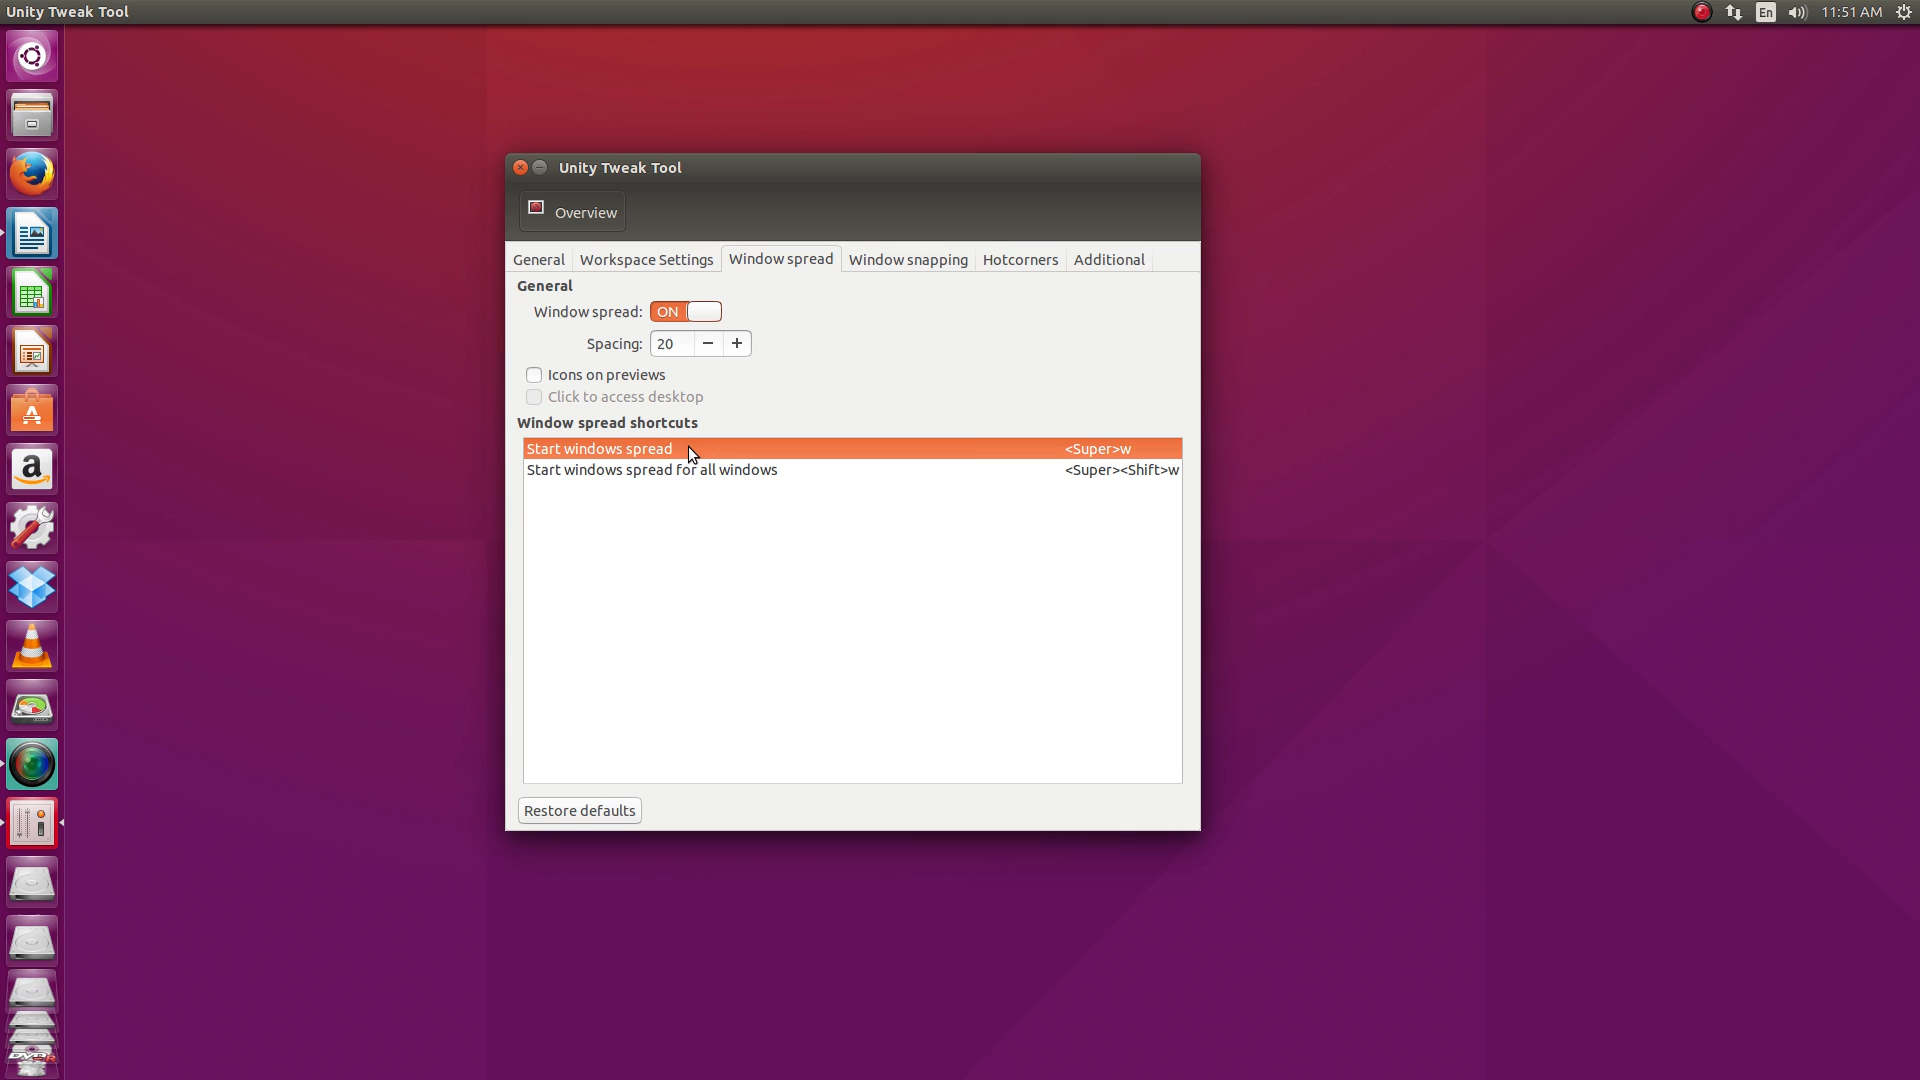 Unity Tweak Tool
En
11:51 AM
Unity Tweak Tool
Overview
General Workspace Settings Window spread Window snapping Hotcorners Additional
General
Window spread: ON
Spacing: 20 − +
Icons on previews
Click to access desktop
Window spread shortcuts
Start windows spread <Super>w
Start windows spread for all windows <Super><Shift>w
Restore defaults